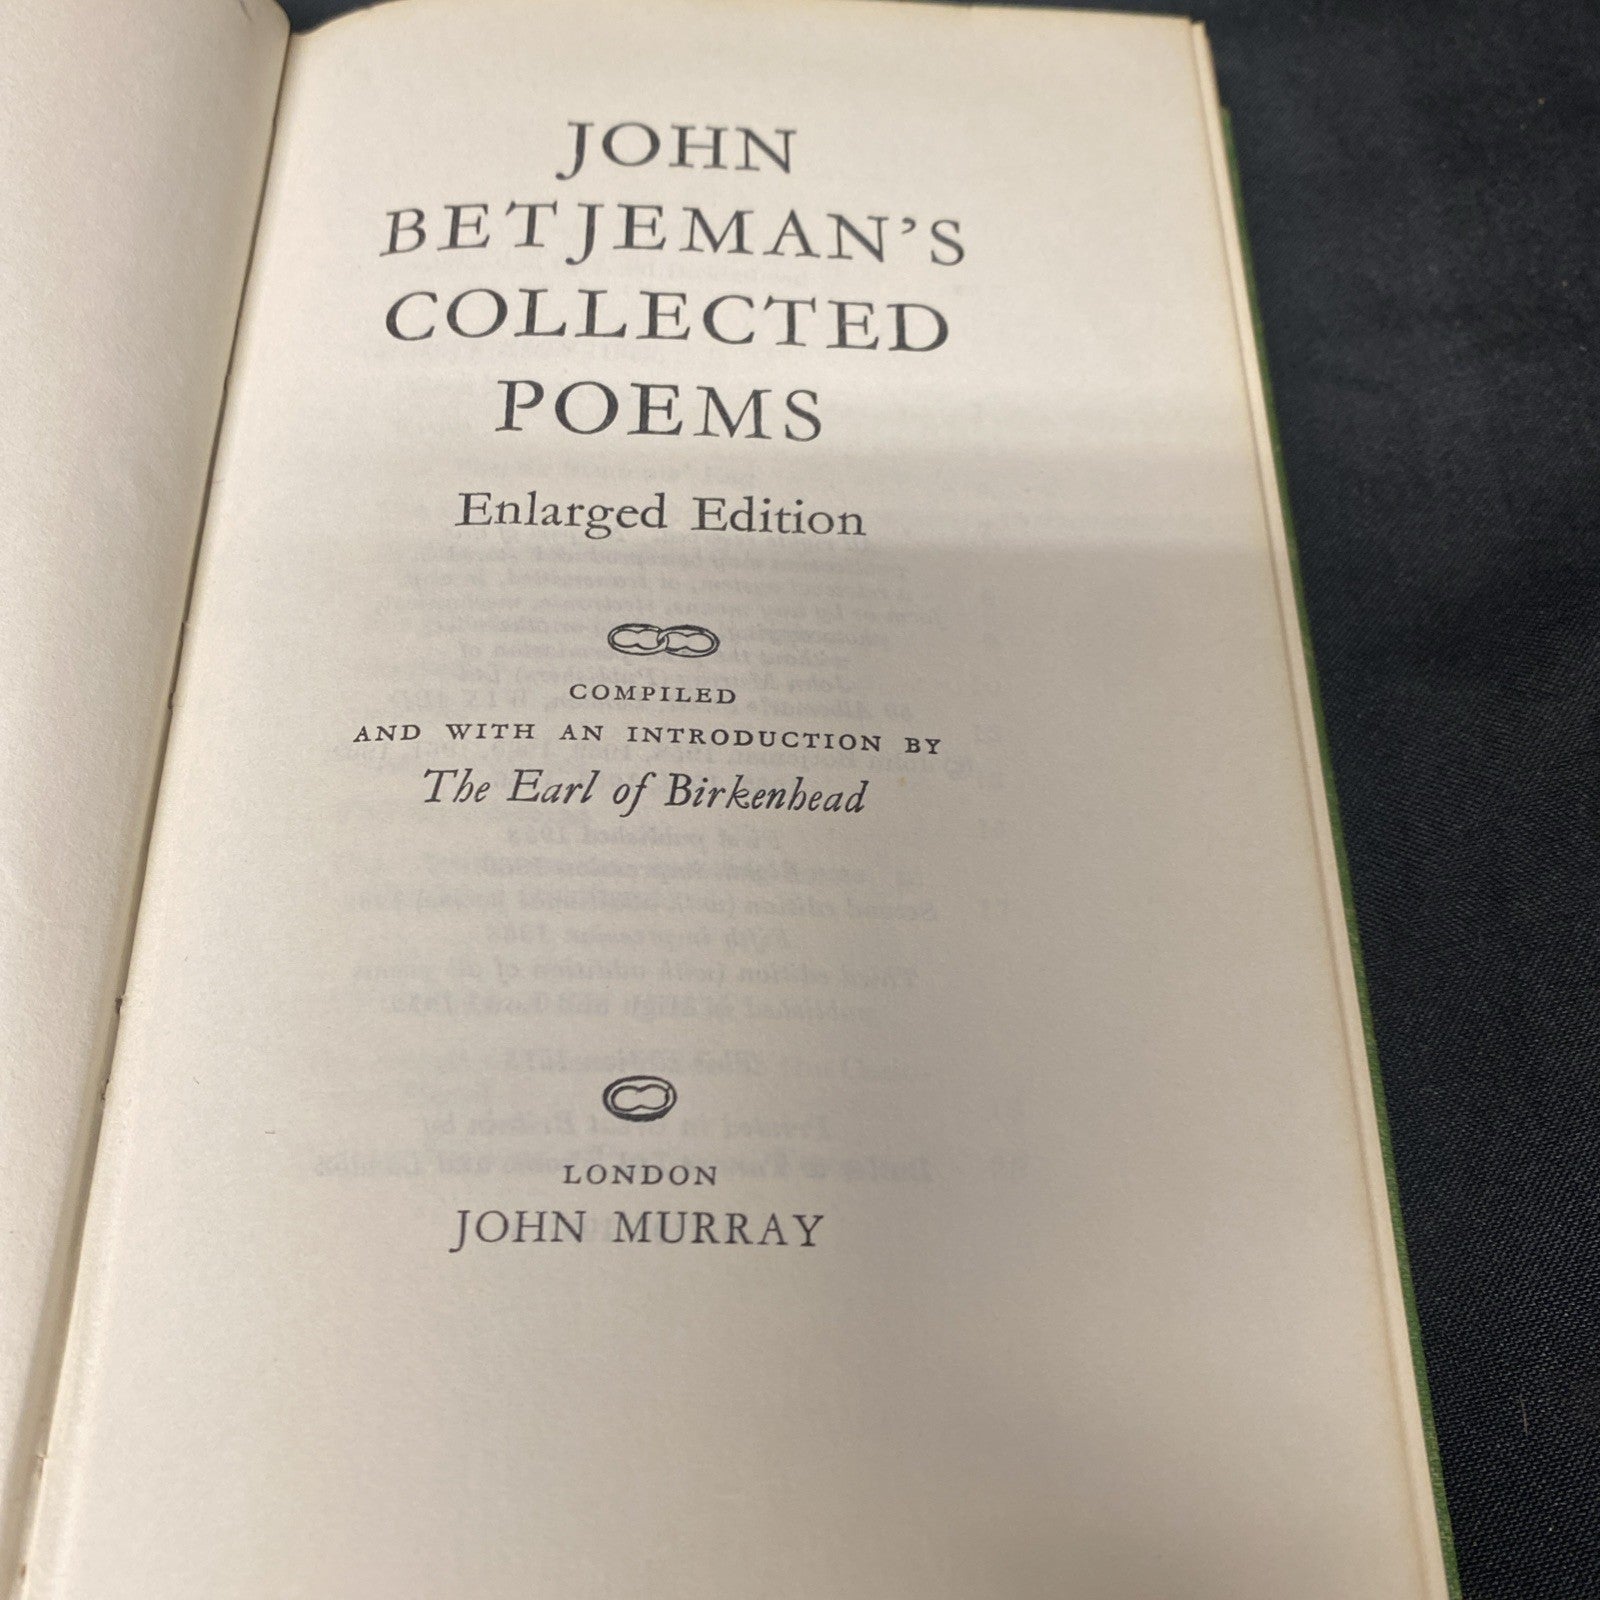 JOHN
BETJEMAN'S
COLLECTED
POEMS
Enlarged Edition
COMPILED
AND WITH AN INTRODUCTION BY
The Earl of Birkenhead
LONDON
JOHN MURRAY